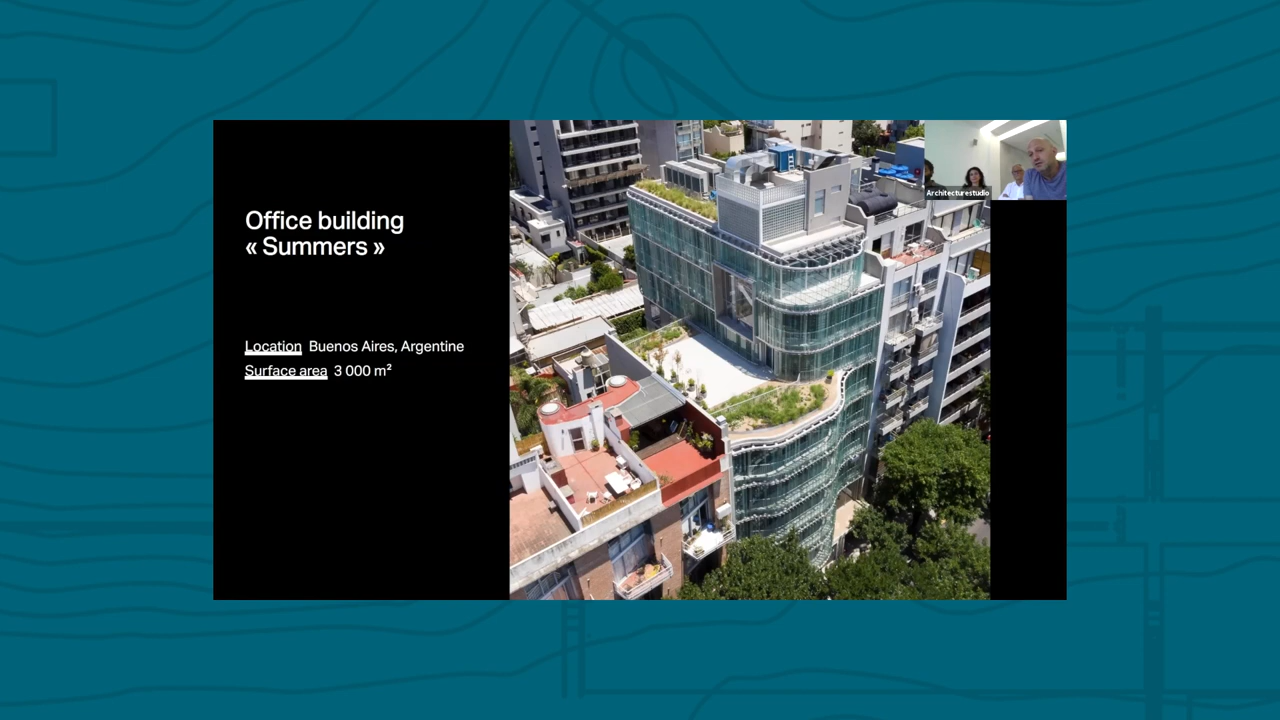 Office building
« Summers »
Location Buenos Aires, Argentine
Surface area 3 000 m²
Architecturestudio